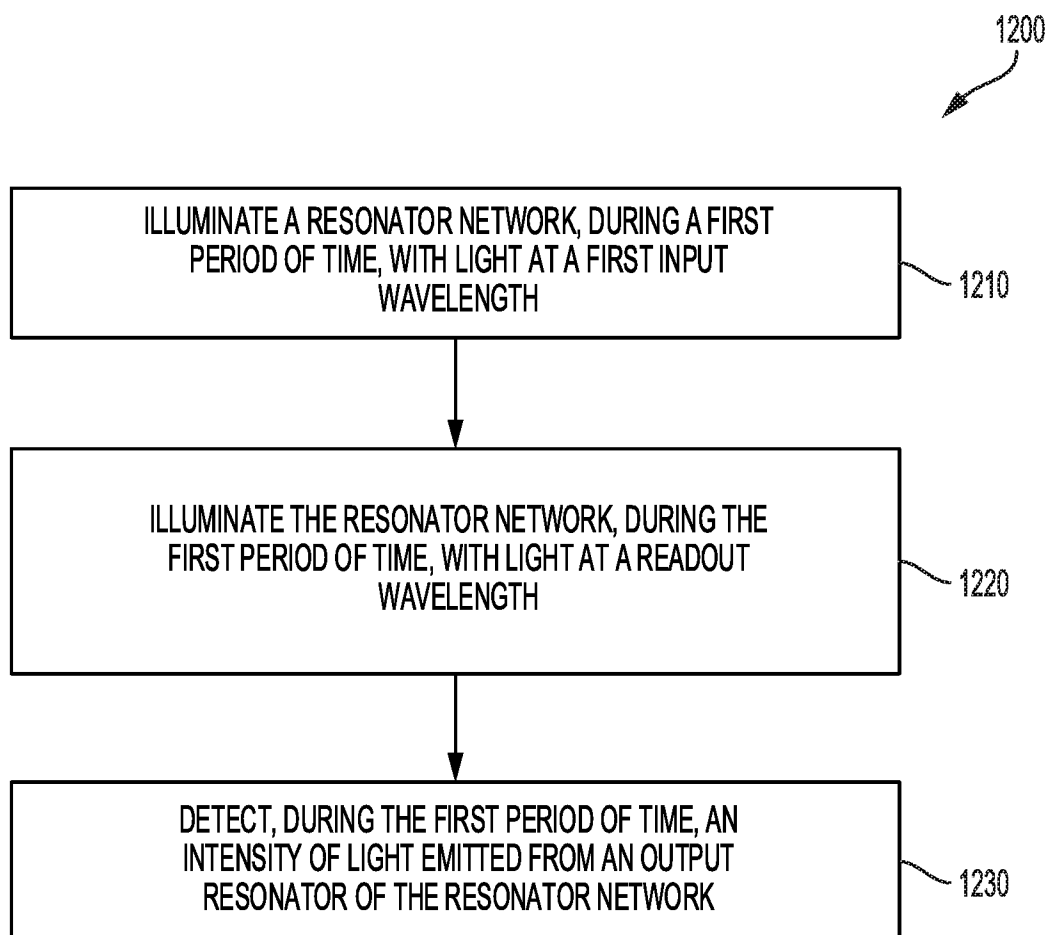 1200
ILLUMINATE A RESONATOR NETWORK, DURING A FIRST
PERIOD OF TIME, WITH LIGHT AT A FIRST INPUT
WAVELENGTH
1210
ILLUMINATE THE RESONATOR NETWORK, DURING THE
FIRST PERIOD OF TIME, WITH LIGHT AT A READOUT
WAVELENGTH
1220
DETECT, DURING THE FIRST PERIOD OF TIME, AN
INTENSITY OF LIGHT EMITTED FROM AN OUTPUT
RESONATOR OF THE RESONATOR NETWORK
1230